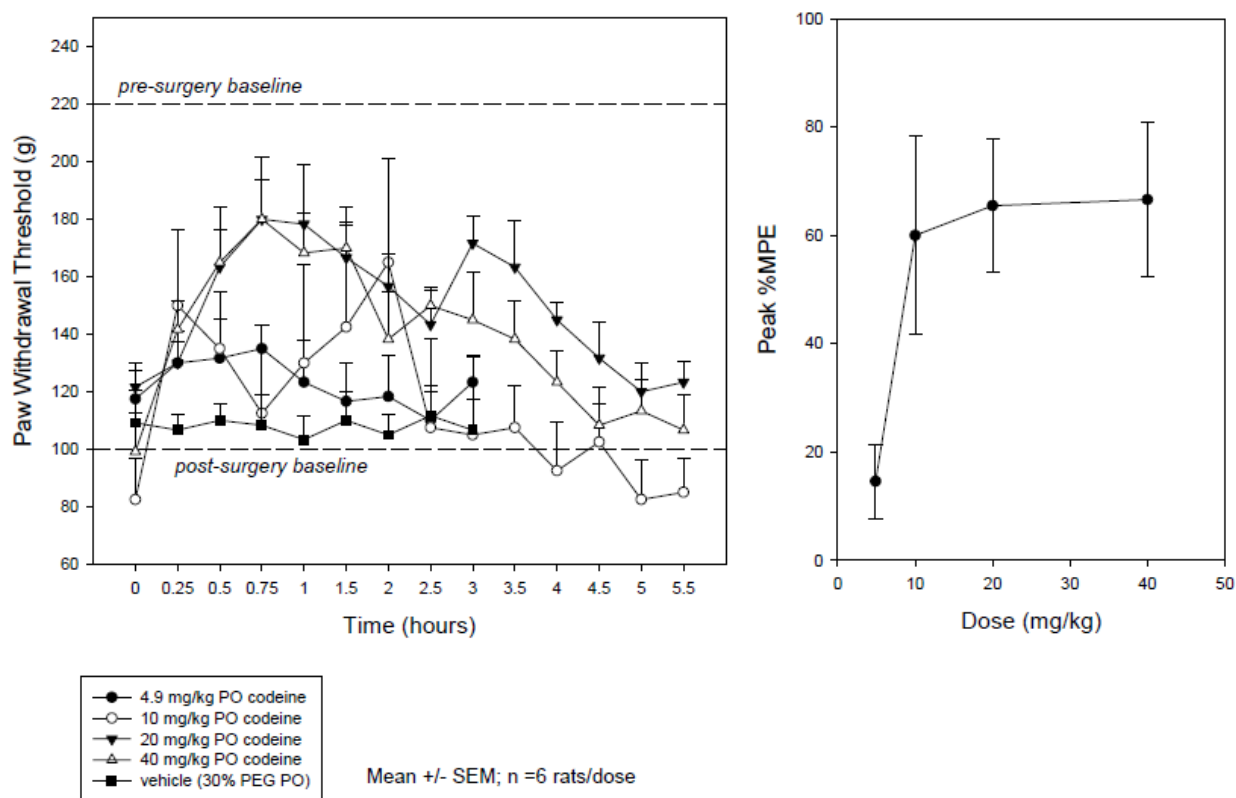 240
220
200
180
160
140
120
100
80
60
Paw Withdrawal Threshold (g)
pre-surgery baseline
post-surgery baseline
0 0.25 0.5 0.75 1 1.5 2 2.5 3 3.5 4 4.5 5 5.5
Time (hours)
100
80
60
40
20
0
Peak %MPE
0 10 20 30 40 50
Dose (mg/kg)
4.9 mg/kg PO codeine
10 mg/kg PO codeine
20 mg/kg PO codeine
40 mg/kg PO codeine
vehicle (30% PEG PO)
Mean +/- SEM; n =6 rats/dose